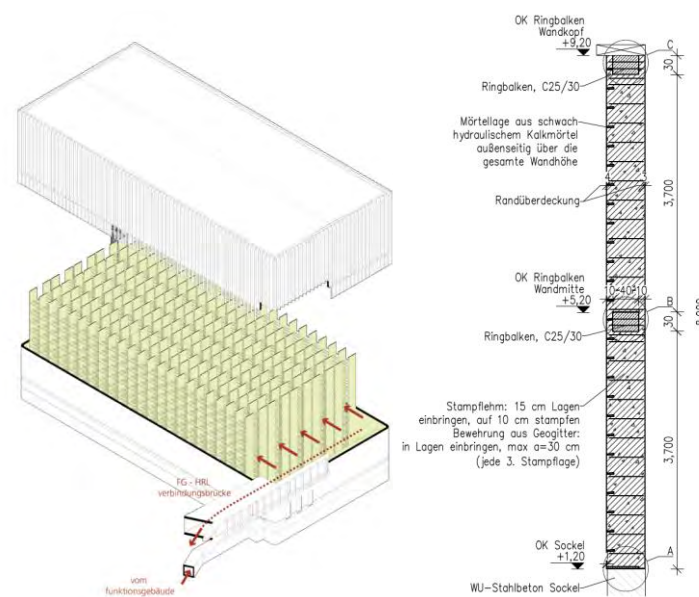 OK Ringbalken
Wandkopf
+9,20
C
30
Ringbalken, C25/30
Mörtellage aus schwach
hydraulischem Kalkmörtel
außenseitig über die
gesamte Wandhöhe
4
Randüberdeckung
3,700
OK Ringbalken
Wandmitte
+5,20
10 40 10
B
30
Ringbalken, C25/30
Stampflehm: 15 cm Lagen
einbringen, auf 10 cm stampfen
Bewehrung aus Geogitter:
in Lagen einbringen, max a=30 cm
(jede 3. Stampflage)
3,700
OK Sockel
+1,20
A
WU-Stahlbeton Sockel
FG - HRL
verbindungsbrücke
vom
funktionsgebäude